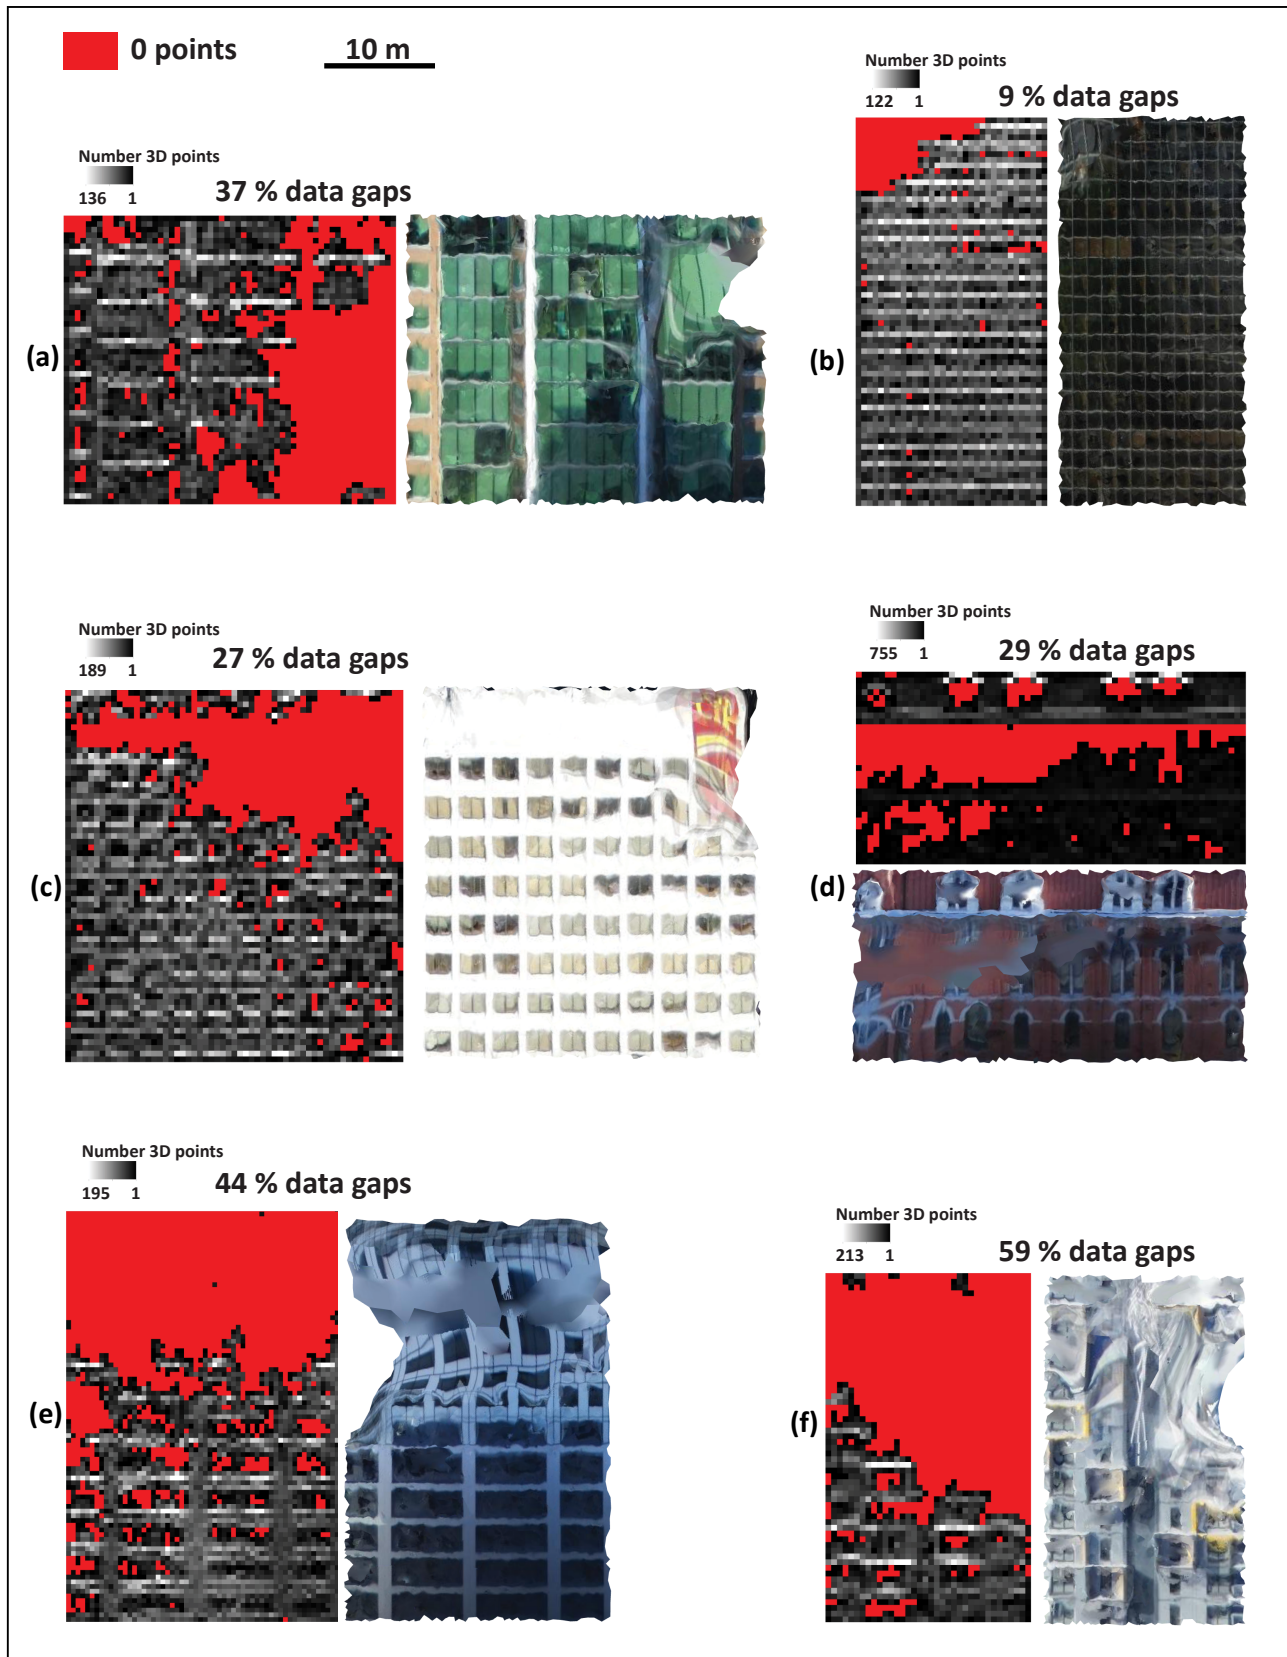 0 points
10 m
Number 3D points
122 1
9 % data gaps
Number 3D points
136 1
37 % data gaps
(a)
(b)
Number 3D points
189 1
27 % data gaps
Number 3D points
755 1
29 % data gaps
(c)
(d)
Number 3D points
195 1
44 % data gaps
Number 3D points
213 1
59 % data gaps
(e)
(f)